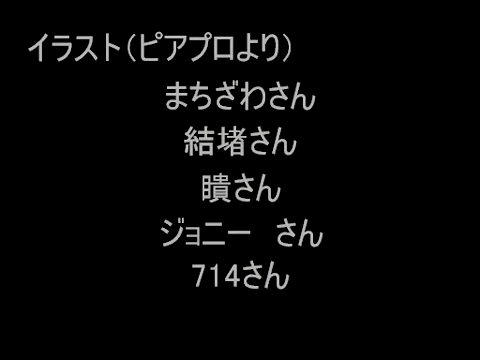 イラスト（ピアプロより）
まちざわさん
結堵さん
瞶さん
ジョニー　さん
714さん